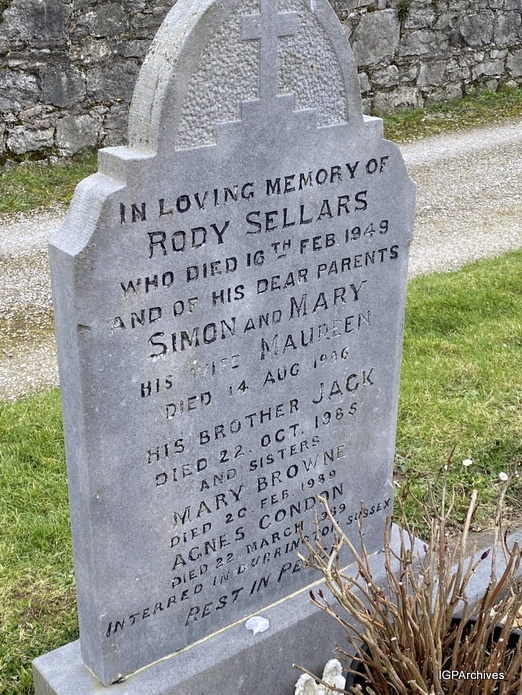 IN LOVING MEMORY OF
RODY SELLARS
WHO DIED 16TH FEB. 1949
AND OF HIS DEAR PARENTS
SIMON AND MARY
HIS WIFE MAUREEN
DIED 14 AUG 1996
HIS BROTHER JACK
DIED 22. OCT. 1985
AND SISTERS
MARY BROWNE
DIED 20. FEB. 1989
AGNES CONDON
DIED 22 MARCH
INTERRED IN DURRINGTON SUSSEX
REST IN
IGPArchives